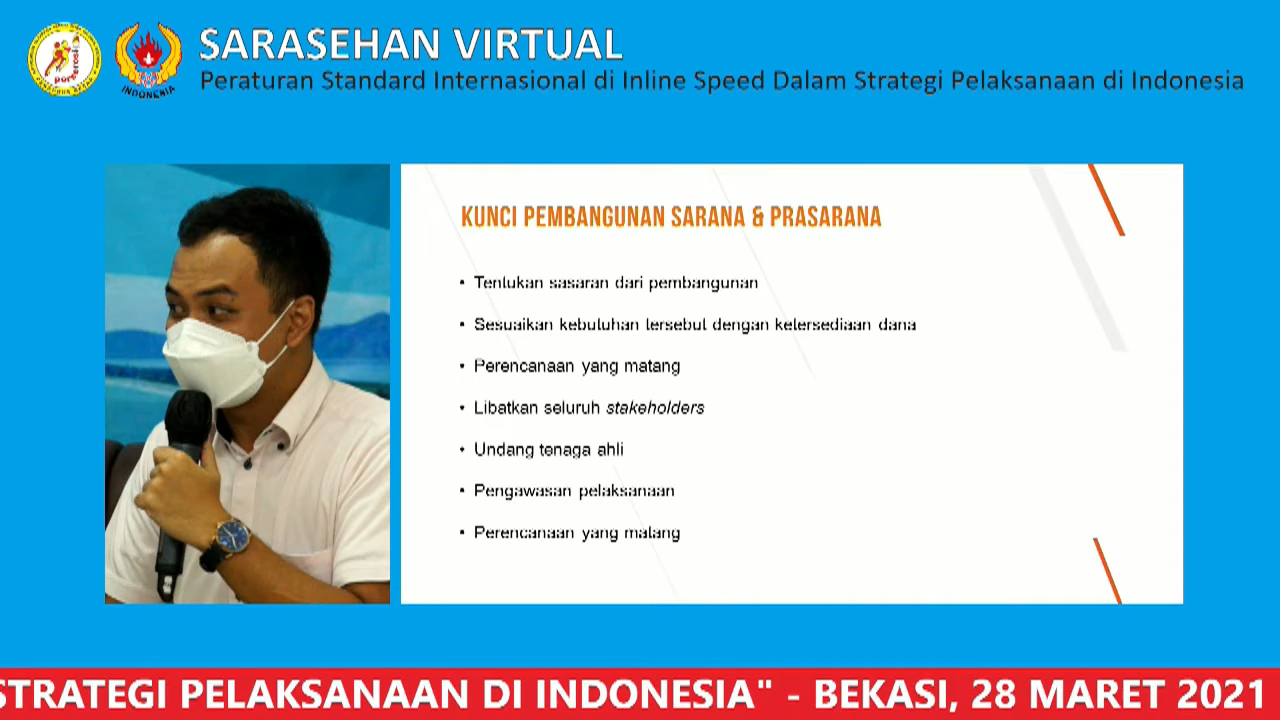 SARASEHAN VIRTUAL
Peraturan Standard Internasional di Inline Speed Dalam Strategi Pelaksanaan di Indonesia
porserosi
INDONESIA
KUNCI PEMBANGUNAN SARANA & PRASARANA
• Tentukan sasaran dari pembangunan
• Sesuaikan kebutuhan tersebut dengan ketersediaan dana
• Perencanaan yang matang
• Libatkan seluruh stakeholders
• Undang tenaga ahli
• Pengawasan pelaksanaan
• Perencanaan yang matang
STRATEGI PELAKSANAAN DI INDONESIA" - BEKASI, 28 MARET 2021